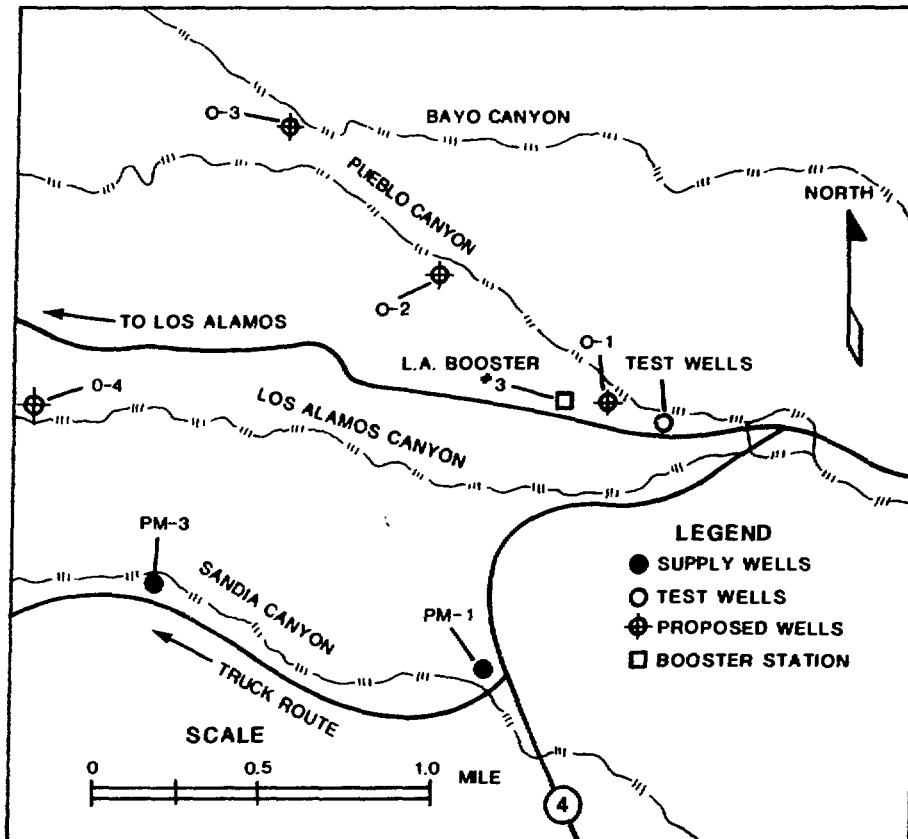 O-3
BAYO CANYON
PUEBLO CANYON
NORTH
O-2
TO LOS ALAMOS
O-1
L.A. BOOSTER
#3
TEST WELLS
O-4
LOS ALAMOS CANYON
PM-3
SANDIA CANYON
PM-1
TRUCK ROUTE
LEGEND
SUPPLY WELLS
TEST WELLS
PROPOSED WELLS
BOOSTER STATION
SCALE
0 0.5 1.0
MILE
4